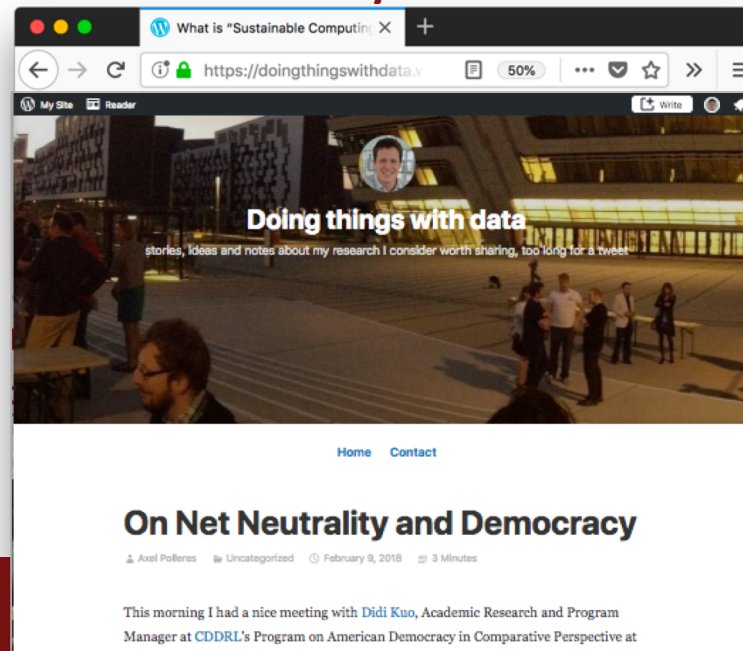 What is “Sustainable Computin
https://doingthingswithdata.v
50%
My Site Reader Write
Doing things with data
stories, ideas and notes about my research I consider worth sharing, too long for a tweet
Home Contact
On Net Neutrality and Democracy
Axel Polleres Uncategorized February 9, 2018 3 Minutes
This morning I had a nice meeting with Didi Kuo, Academic Research and Program
Manager at CDDRL's Program on American Democracy in Comparative Perspective at